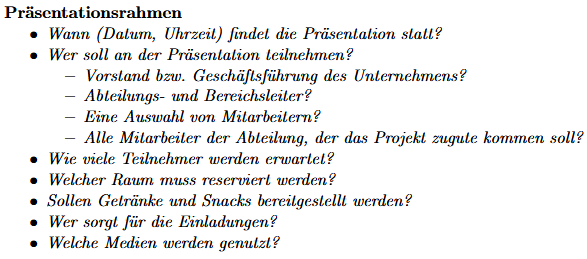 Präsentationsrahmen
• Wann (Datum, Uhrzeit) findet die Präsentation statt?
• Wer soll an der Präsentation teilnehmen?
– Vorstand bzw. Geschäftsführung des Unternehmens?
– Abteilungs- und Bereichsleiter?
– Eine Auswahl von Mitarbeitern?
– Alle Mitarbeiter der Abteilung, der das Projekt zugute kommen soll?
• Wie viele Teilnehmer werden erwartet?
• Welcher Raum muss reserviert werden?
• Sollen Getränke und Snacks bereitgestellt werden?
• Wer sorgt für die Einladungen?
• Welche Medien werden genutzt?